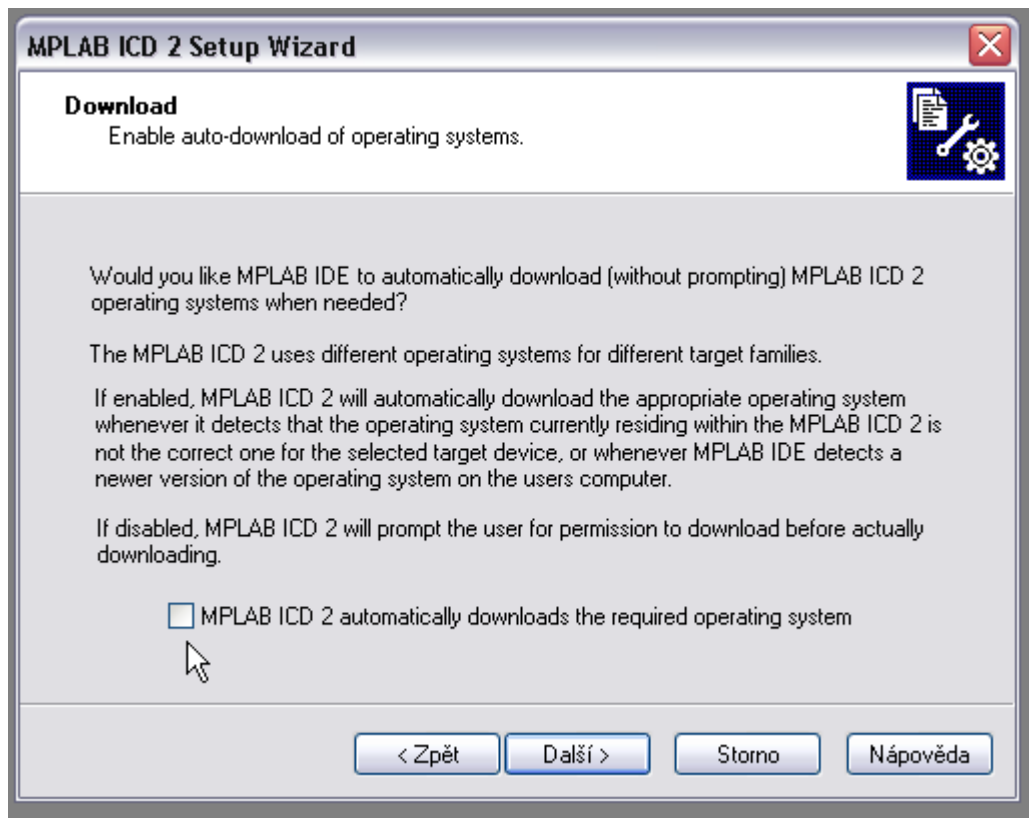 MPLAB ICD 2 Setup Wizard
Download
Enable auto-download of operating systems.
Would you like MPLAB IDE to automatically download (without prompting) MPLAB ICD 2
operating systems when needed?
The MPLAB ICD 2 uses different operating systems for different target families.
If enabled, MPLAB ICD 2 will automatically download the appropriate operating system
whenever it detects that the operating system currently residing within the MPLAB ICD 2 is
not the correct one for the selected target device, or whenever MPLAB IDE detects a
newer version of the operating system on the users computer.
If disabled, MPLAB ICD 2 will prompt the user for permission to download before actually
downloading.
MPLAB ICD 2 automatically downloads the required operating system
< Zpět Další > Storno Nápověda